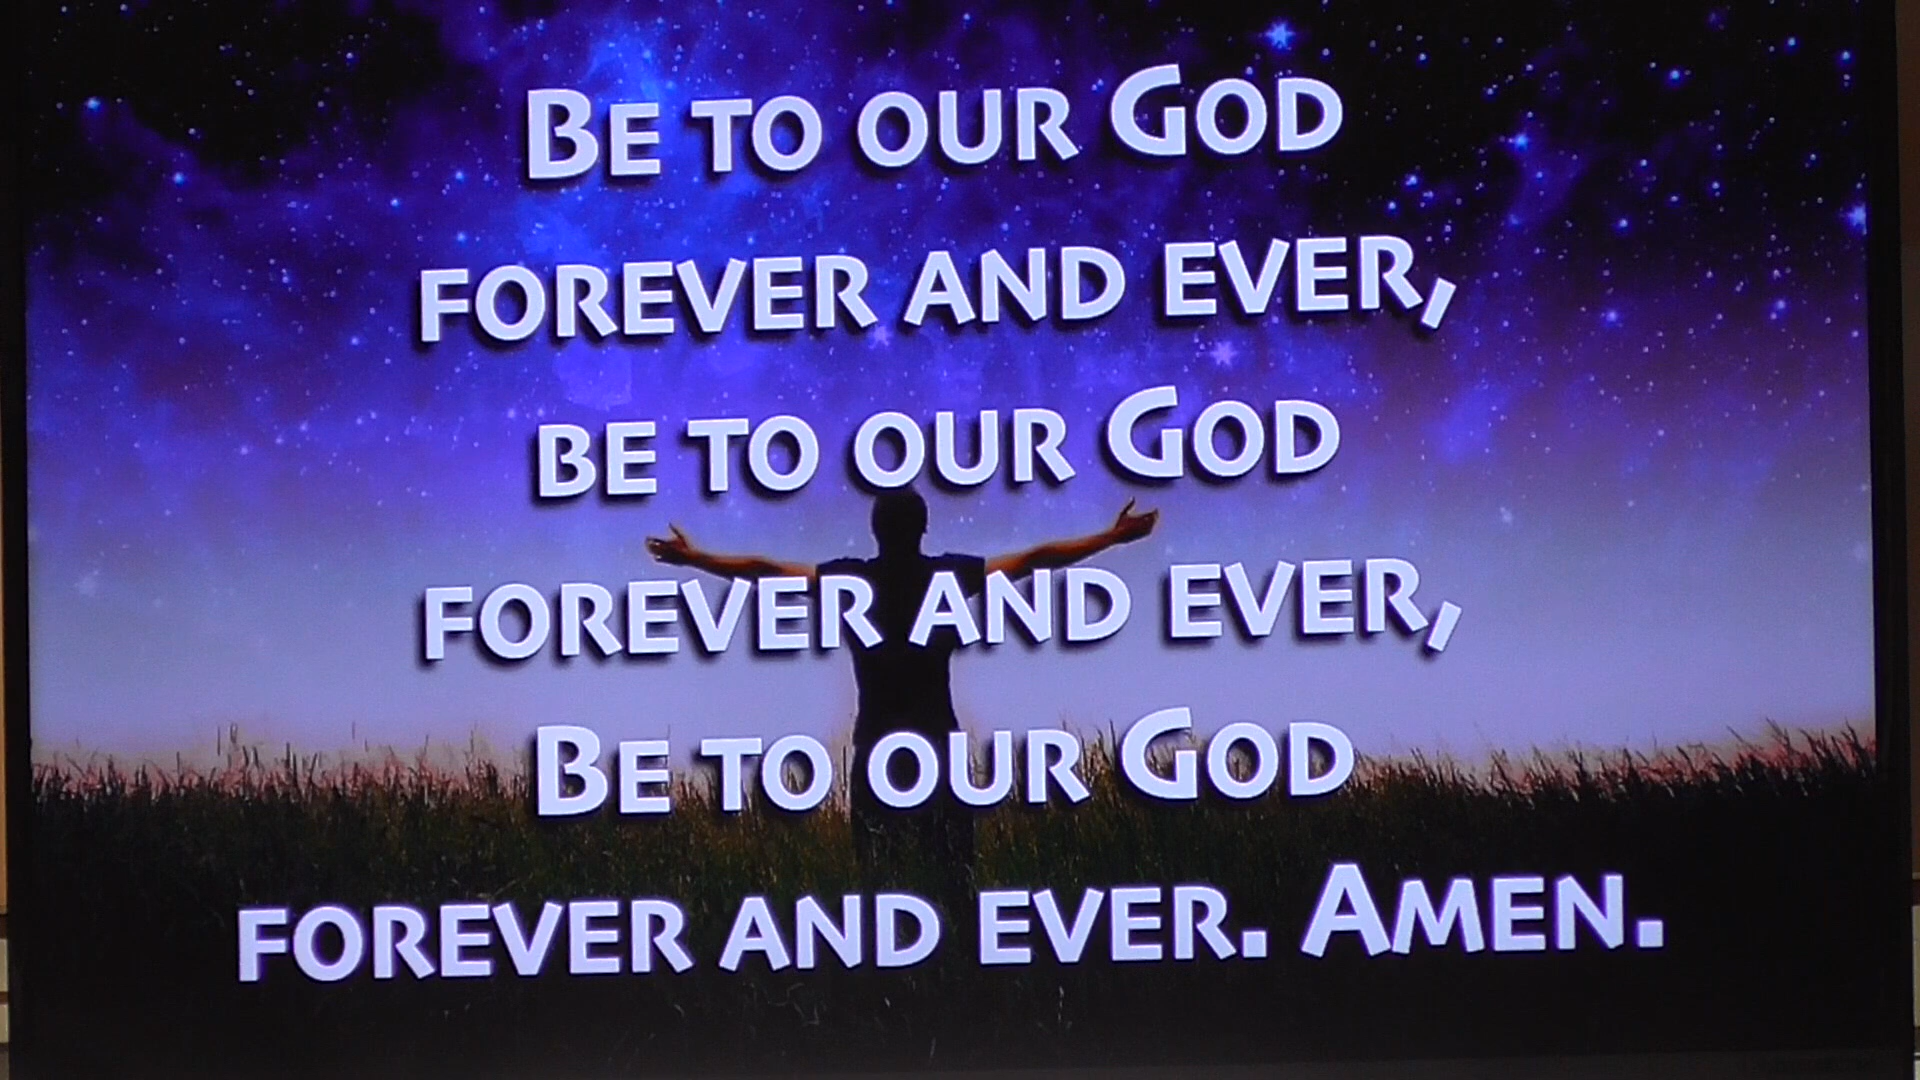 Be to our God
forever and ever,
be to our God
forever and ever,
Be to our God
forever and ever. Amen.